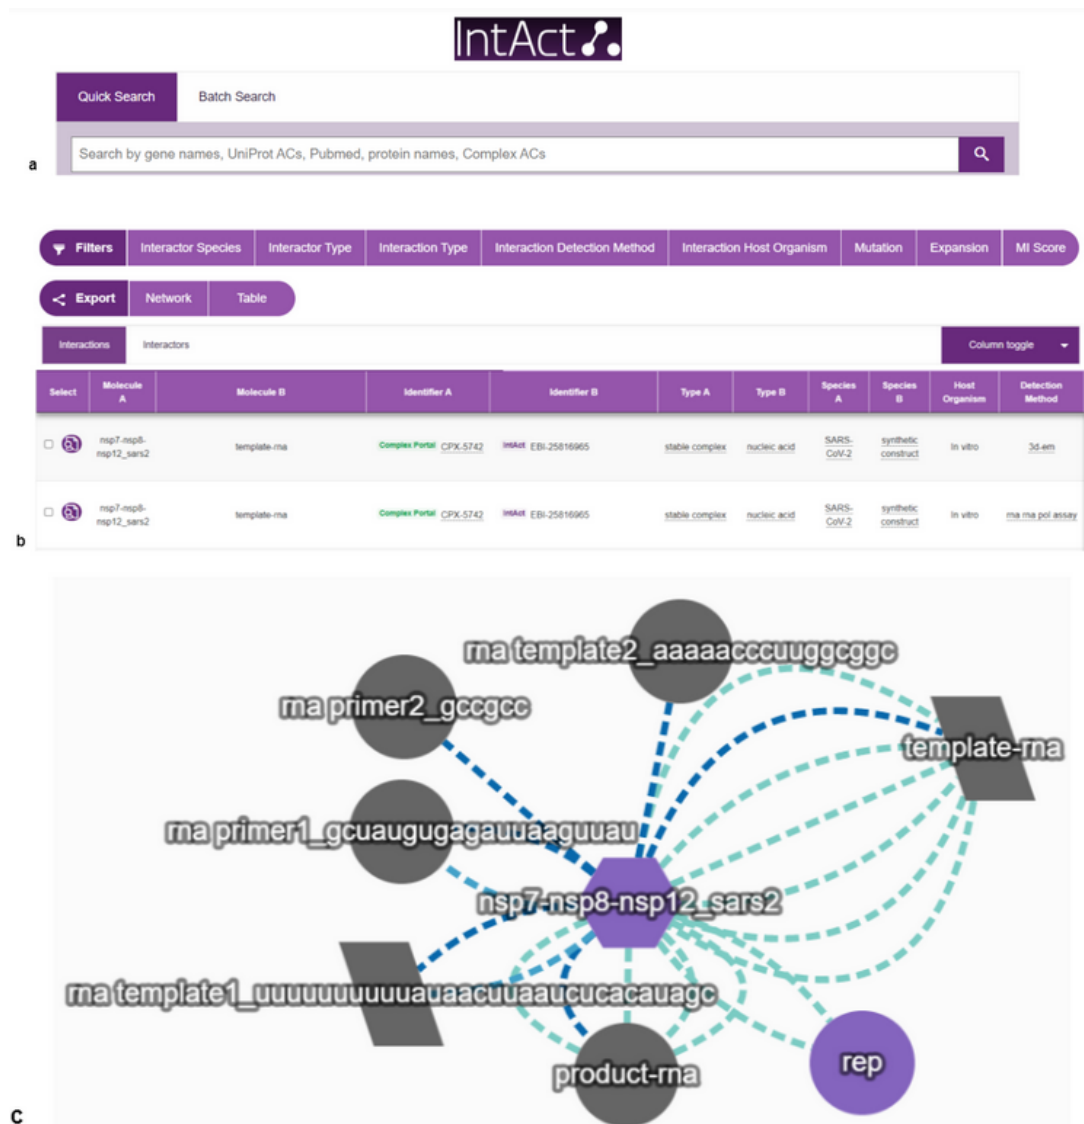 IntAct
Quick Search Batch Search
Search by gene names, UniProt ACs, Pubmed, protein names, Complex ACs
a
Filters Interactor Species Interactor Type Interaction Type Interaction Detection Method Interaction Host Organism Mutation Expansion MI Score
Export Network Table
Interactions Interactors Column toggle
Select Molecule A Molecule B Identifier A Identifier B Type A Type B Species A Species B Host Organism Detection Method
nsp7-nsp8-nsp12_sars2 template-rna Complex Portal CPX-5742 IntAct EBI-25816965 stable complex nucleic acid SARS-CoV-2 synthetic construct In vitro 3d-em
nsp7-nsp8-nsp12_sars2 template-rna Complex Portal CPX-5742 IntAct EBI-25816965 stable complex nucleic acid SARS-CoV-2 synthetic construct In vitro rna rna pol assay
b
rna template2_aaaaacccuuggcggc
rna primer2_gccgcc
template-rna
rna primer1_gcuaugugagauuaaguuau
nsp7-nsp8-nsp12_sars2
rna template1_uuuuuuuuuuauaacuuaaucucacauagc
product-rna
rep
c